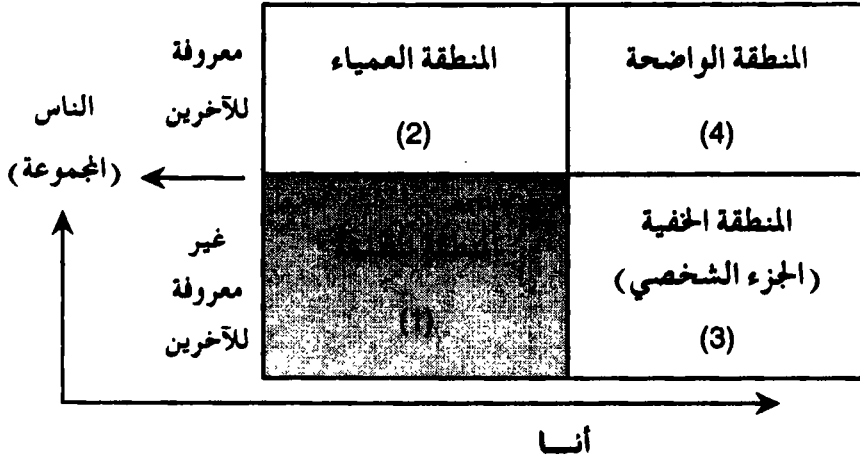 المنطقة الواضحة
(4)
المنطقة العمياء
(2)
معروفة
للآخرين
الناس
(المجموعة)
المنطقة الخفية
(الجزء الشخصي)
(3)
(1)
غير
معروفة
للآخرين
أنــا